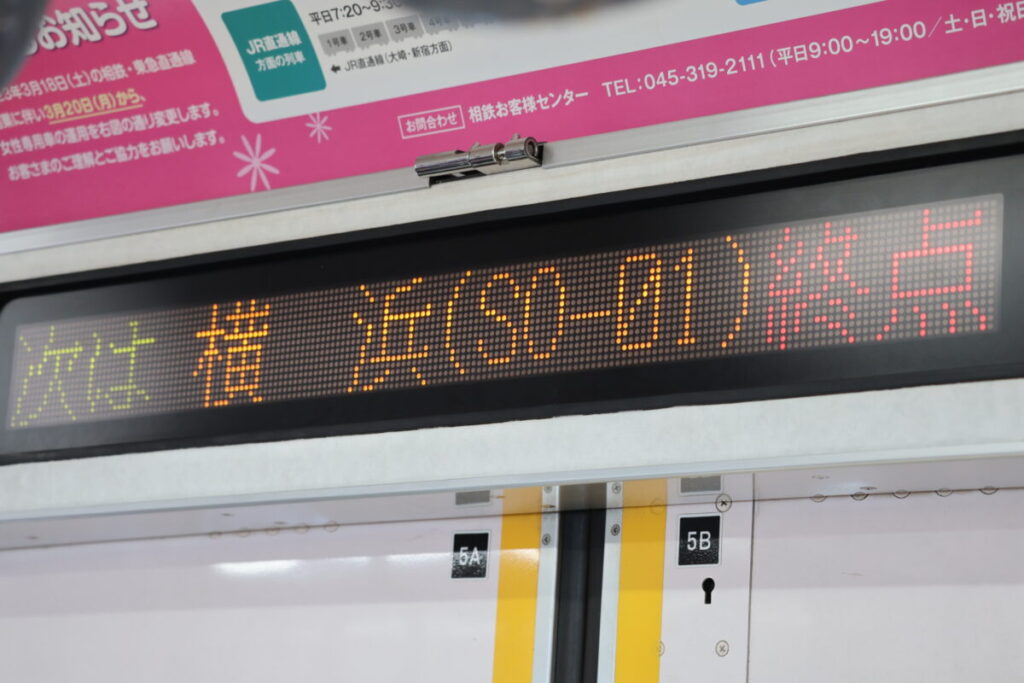 お知らせ
3年3月18日(土)の相鉄・東急直通線
に伴い3月20日(月)から、
女性専用車の運用を右図の通り変更します。
お客さまのご理解とご協力をお願いします。
JR直通線
方面の列車
平日7:20~9:30
1号車 2号車 3号車 4号車
← JR直通線(大崎・新宿方面)
お問合わせ 相鉄お客様センター TEL:045-319-2111(平日9:00~19:00/土・日・祝日
次は 横 浜(SO-01)終点
5A
5B